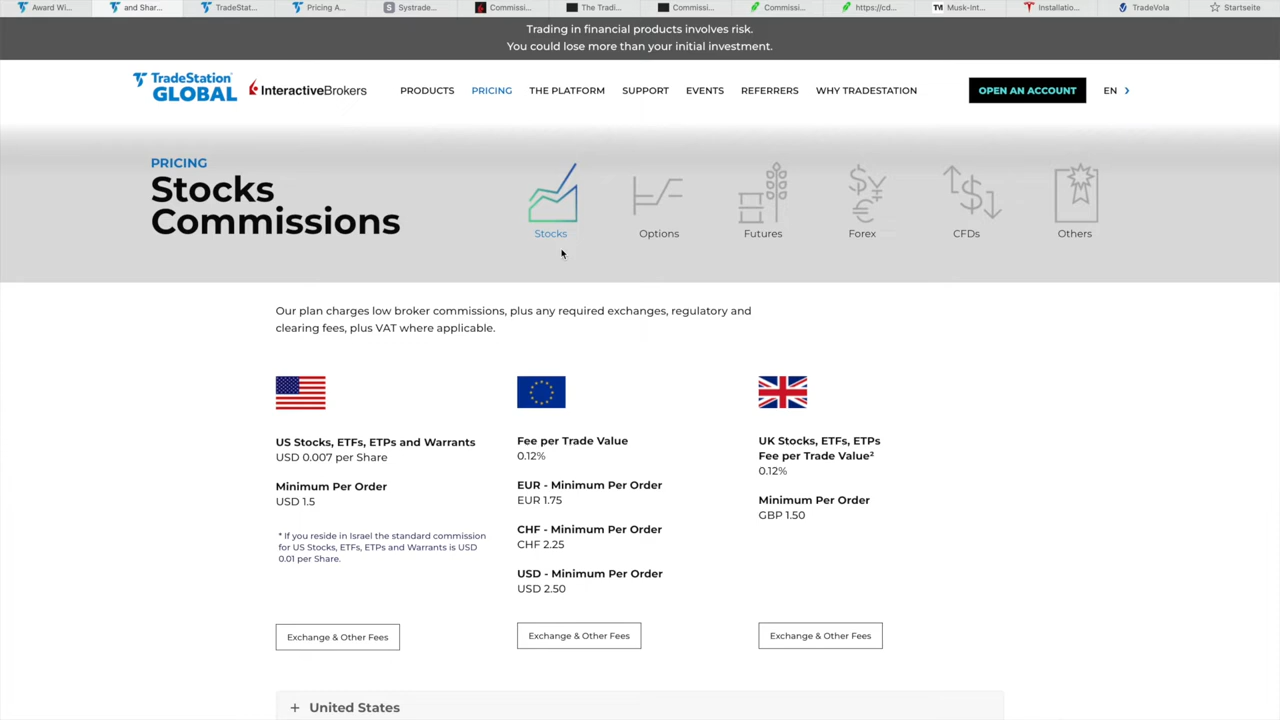 Award Wi...
and Shar...
TradeStat...
Pricing A...
Systrade...
Commissi...
The Tradi...
Commissi...
Commissi...
https://cd...
Musk-Int...
Installatio...
TradeVola
Startseite
Trading in financial products involves risk.
You could lose more than your initial investment.
TradeStation
GLOBAL
InteractiveBrokers
PRODUCTS
PRICING
THE PLATFORM
SUPPORT
EVENTS
REFERRERS
WHY TRADESTATION
OPEN AN ACCOUNT
EN
PRICING
Stocks
Commissions
Stocks
Options
Futures
Forex
CFDs
Others
Our plan charges low broker commissions, plus any required exchanges, regulatory and
clearing fees, plus VAT where applicable.
US Stocks, ETFs, ETPs and Warrants
USD 0.007 per Share
Minimum Per Order
USD 1.5
* If you reside in Israel the standard commission
for US Stocks, ETFs, ETPs and Warrants is USD
0.01 per Share.
Exchange & Other Fees
Fee per Trade Value
0.12%
EUR - Minimum Per Order
EUR 1.75
CHF - Minimum Per Order
CHF 2.25
USD - Minimum Per Order
USD 2.50
Exchange & Other Fees
UK Stocks, ETFs, ETPs
Fee per Trade Value²
0.12%
Minimum Per Order
GBP 1.50
Exchange & Other Fees
+ United States